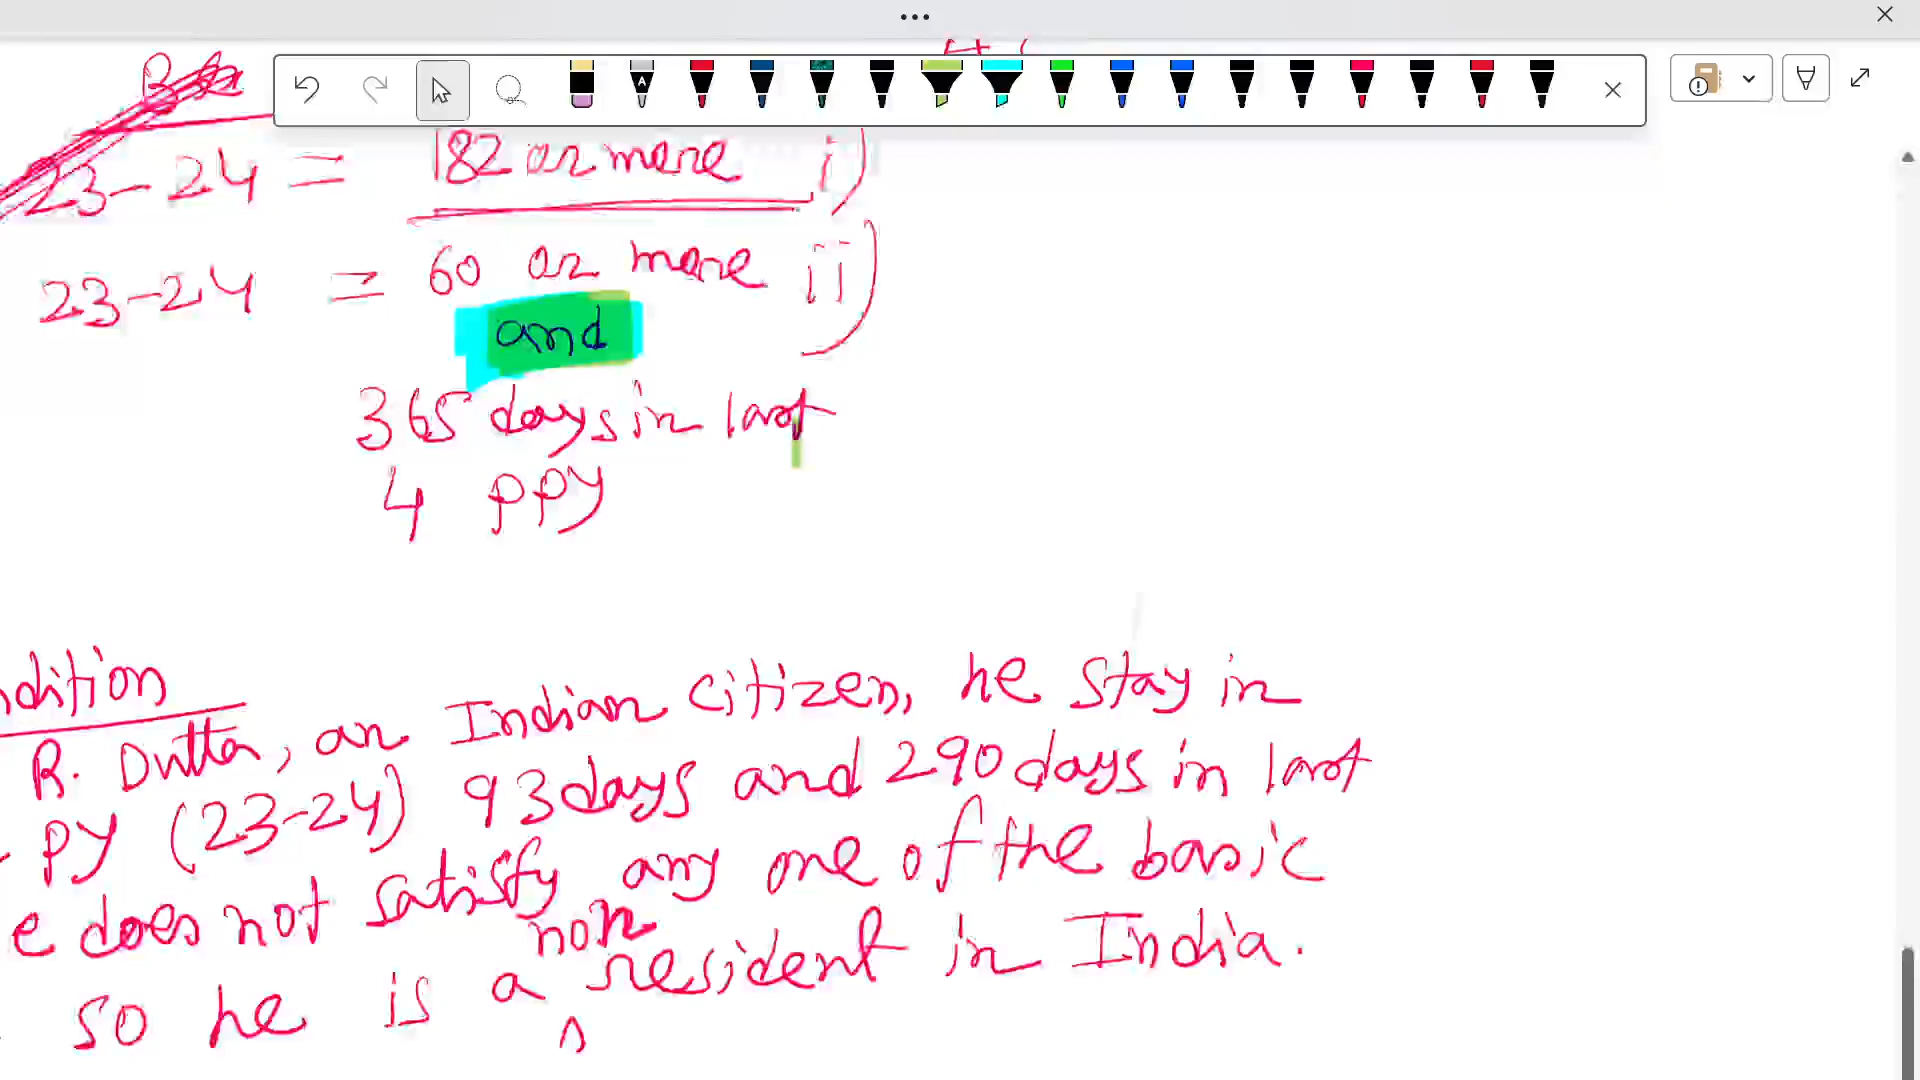 23-24 = 182 or more i)
23-24 = 60 or more ii)
and
365 days in last
4 PPY
ndition
R. Dutta, an Indian citizen, he stay in
PY (23-24) 93 days and 290 days in last
e does not satisfy any one of the basic
so he is a non resident in India.